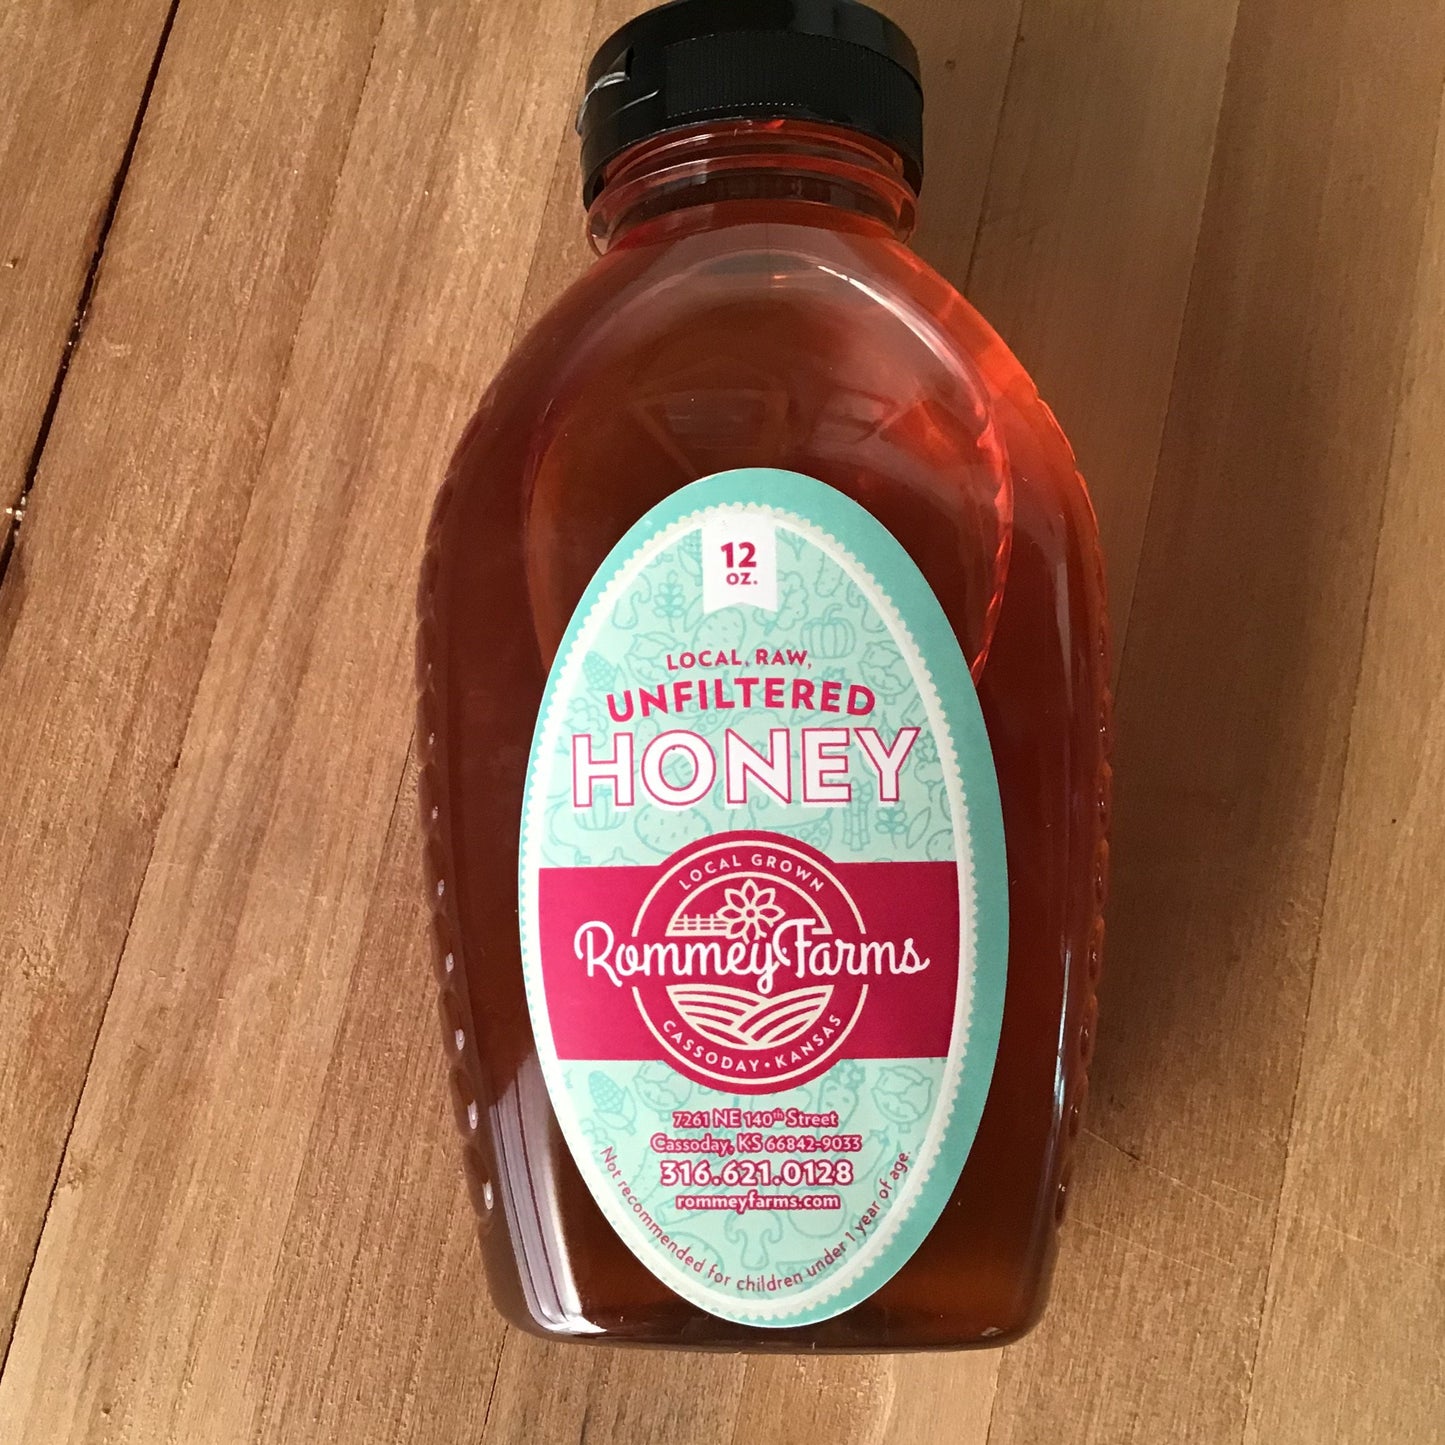 12
OZ.
LOCAL, RAW,
UNFILTERED
HONEY
LOCAL GROWN
Rommey Farms
CASSODAY • KANSAS
7261 NE 140th Street
Cassoday, KS 66842-9033
316.621.0128
rommeyfarms.com
Not recommended for children under 1 year of age.